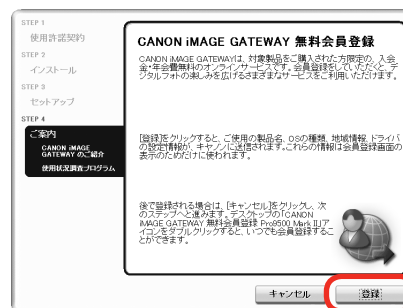 STEP 1
使用許諾契約
STEP 2
インストール
STEP 3
セットアップ
STEP 4
ご案内
CANON iMAGE
GATEWAY のご紹介
使用状況調査プログラム
CANON iMAGE GATEWAY 無料会員登録
CANON iMAGE GATEWAYは、対象製品をご購入された方限定の、入会
金・年会費無料のオンラインサービスです。会員登録をしていただくと、デ
ジタルフォトの楽しみを広げるさまざまなサービスをご利用いただけます。
[登録]をクリックすると、ご使用の製品名、OSの種類、地域情報、ドライバ
の設定情報が、キヤノンに送信されます。これらの情報は会員登録画面の
表示のためだけに使われます。
後で登録される場合は、[キャンセル]をクリックし、次
のステップへと進みます。デスクトップの「CANON
iMAGE GATEWAY 無料会員登録 Pro9500 Mark II」ア
イコンをダブルクリックすると、いつでも会員登録するこ
とができます。
キャンセル
登録